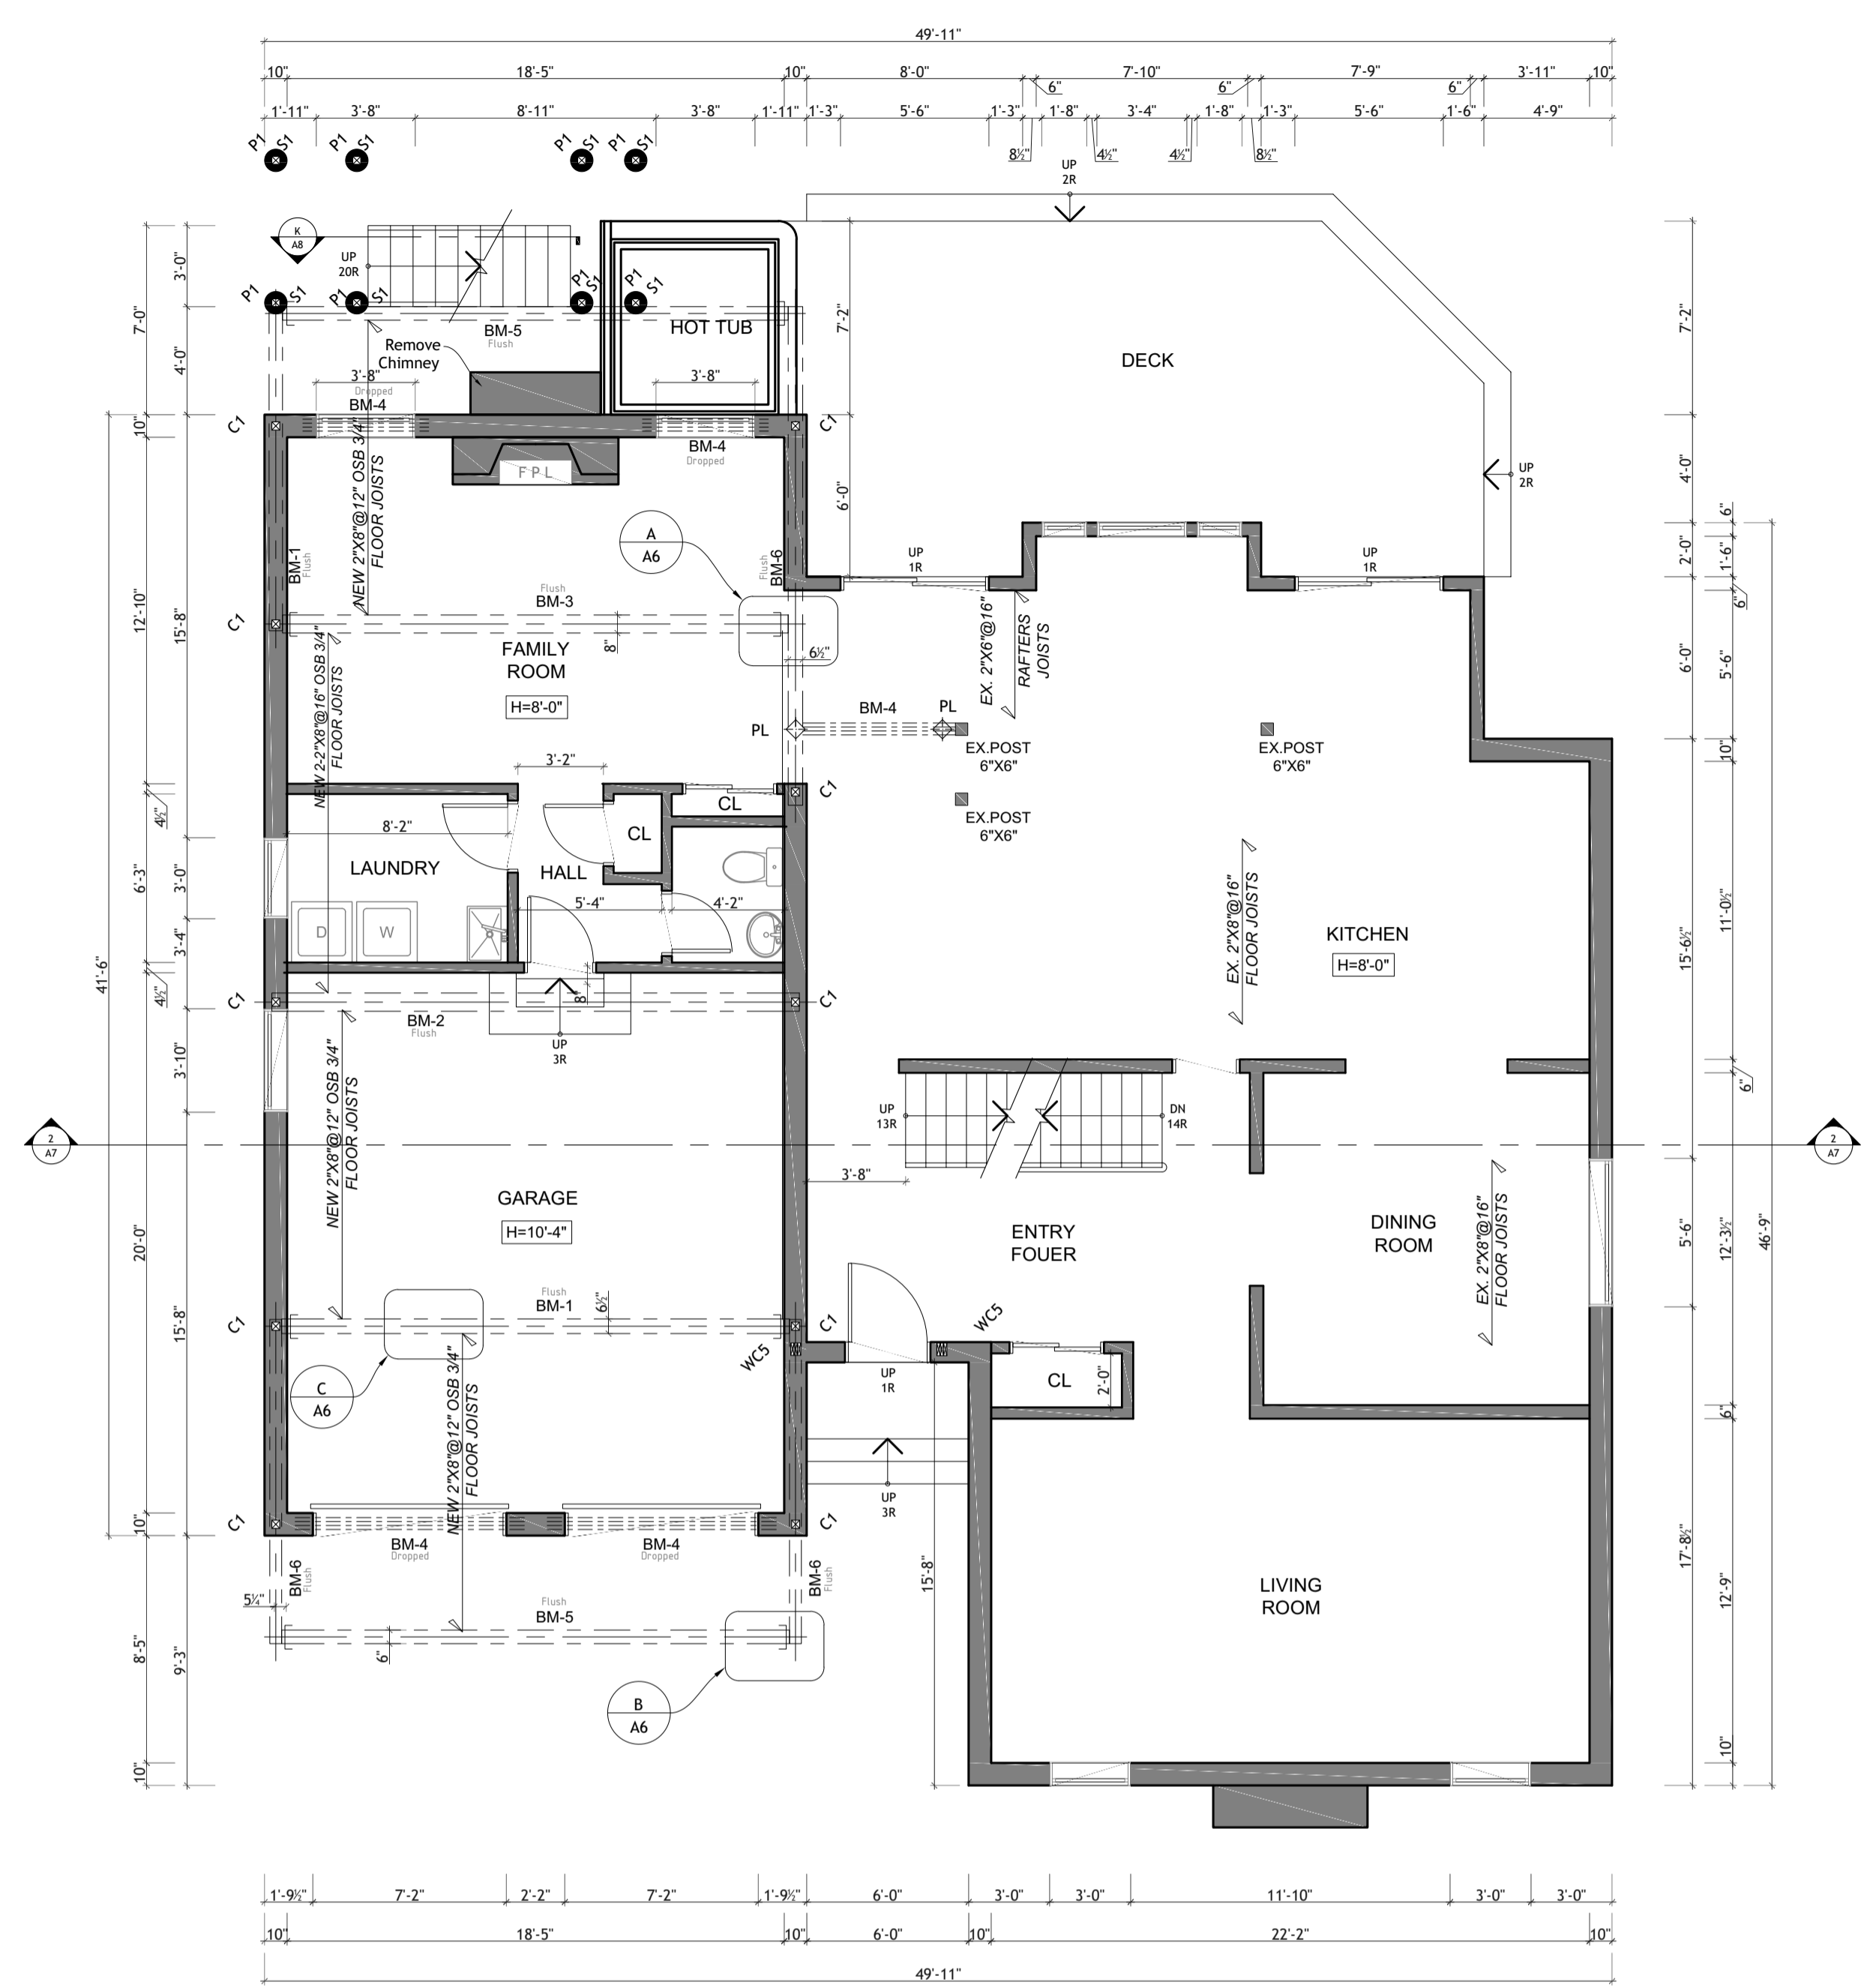 49'-11"
10" 18'-5" 10" 8'-0" 7'-10" 7'-9" 3'-11" 10"
6" 6" 6"
1'-11" 3'-8" 8'-11" 3'-8" 1'-11" 1'-3" 5'-6" 1'-3" 1'-8" 3'-4" 1'-8" 1'-3" 5'-6" 1'-6" 4'-9"
8½" 4½" 4½" 8½"
P1 S1 P1 S1 P1 S1 P1 S1
UP
2R
K
A8
UP
20R
P1 S1 P1 S1 P1 S1 P1 S1
BM-5
Flush
HOT TUB
Remove
Chimney
DECK
3'-8"
Dropped
BM-4
3'-8"
BM-4
Dropped
C1
C1
F P L
UP
2R
7'-2"
6'-0"
NEW 2"X8"@12" OSB 3/4"
FLOOR JOISTS
A
A6
BM-1
Flush
BM-6
Flush
UP
1R
UP
1R
C1
Flush
BM-3
8"
6½"
FAMILY
ROOM
H=8'-0"
NEW 2-2"X8"@16" OSB 3/4"
FLOOR JOISTS
EX. 2"X6"@16"
RAFTERS
JOISTS
PL
BM-4
PL
EX.POST
6"X6"
EX.POST
6"X6"
EX.POST
6"X6"
3'-2"
C1
CL
CL
8'-2"
LAUNDRY
HALL
5'-4"
4'-2"
D
W
EX. 2"X8"@16"
FLOOR JOISTS
KITCHEN
H=8'-0"
C1
C1
8"
BM-2
Flush
UP
3R
NEW 2"X8"@12" OSB 3/4"
FLOOR JOISTS
UP
13R
DN
14R
2
A7
2
A7
3'-8"
GARAGE
H=10'-4"
ENTRY
FOUER
DINING
ROOM
EX. 2"X8"@16"
FLOOR JOISTS
Flush
BM-1
6½"
C1
C1
WC5
WC5
C
A6
NEW 2"X8"@12" OSB 3/4"
FLOOR JOISTS
UP
1R
CL
2'-0"
UP
3R
C1
C1
BM-4
Dropped
BM-4
Dropped
BM-6
Flush
BM-6
Flush
5¼"
Flush
BM-5
6"
15'-8"
B
A6
LIVING
ROOM
41'-6"
7'-0"
10"
12'-10"
4½"
6'-3"
4½"
20'-0"
10"
8'-5"
10"
3'-0"
4'-0"
15'-8"
3'-0"
3'-4"
3'-10"
15'-8"
9'-3"
7'-2"
4'-0"
2'-0"
6'-0"
15'-6½"
5'-6"
17'-8½"
6"
1'-6"
6"
5'-6"
10"
11'-0½"
6"
12'-3½"
6"
12'-9"
10"
46'-9"
1'-9½" 7'-2" 2'-2" 7'-2" 1'-9½" 6'-0" 3'-0" 3'-0" 11'-10" 3'-0" 3'-0"
10" 18'-5" 10" 6'-0" 10" 22'-2" 10"
49'-11"